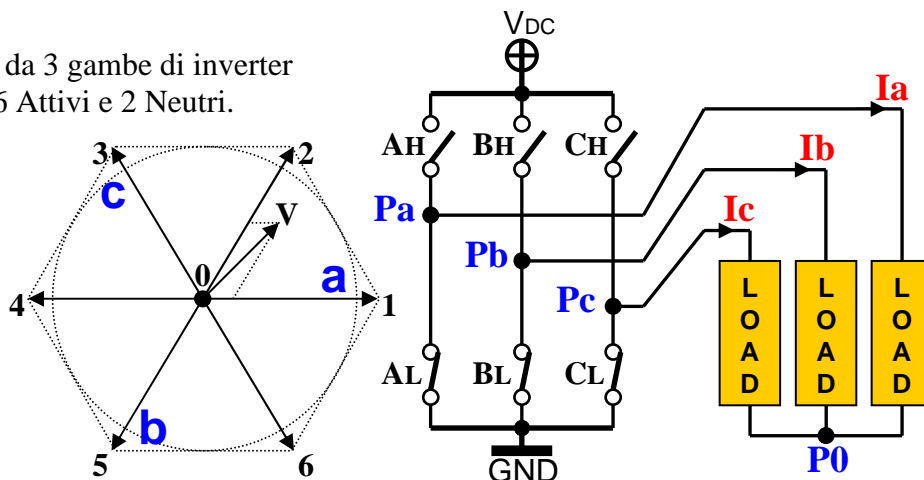 da 3 gambe di inverter
6 Attivi e 2 Neutri.
VDC
3
2
c
V
0
a
4
1
b
5
6
AH
BH
CH
Pa
Pb
Pc
AL
BL
CL
GND
Ia
Ib
Ic
LOAD
LOAD
LOAD
P0